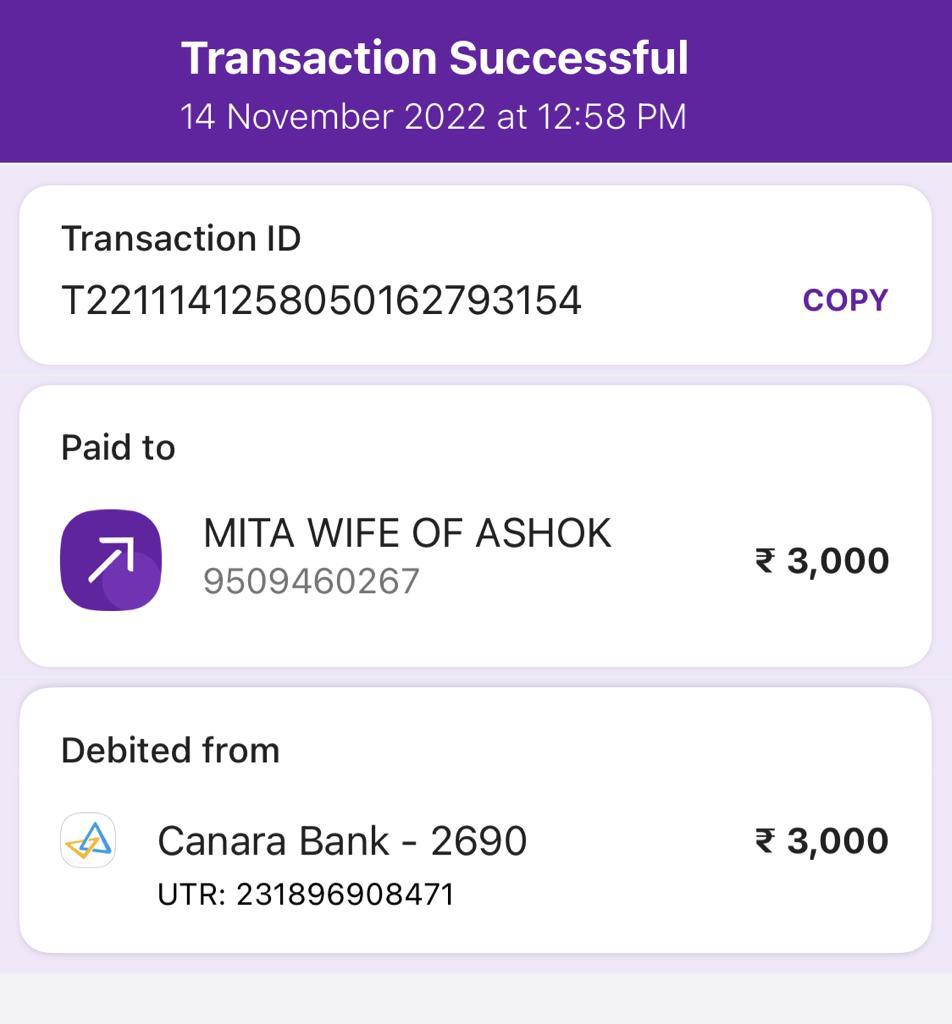 Transaction Successful
14 November 2022 at 12:58 PM
Transaction ID
T2211141258050162793154
COPY
Paid to
MITA WIFE OF ASHOK
9509460267
₹ 3,000
Debited from
Canara Bank - 2690
₹ 3,000
UTR: 231896908471